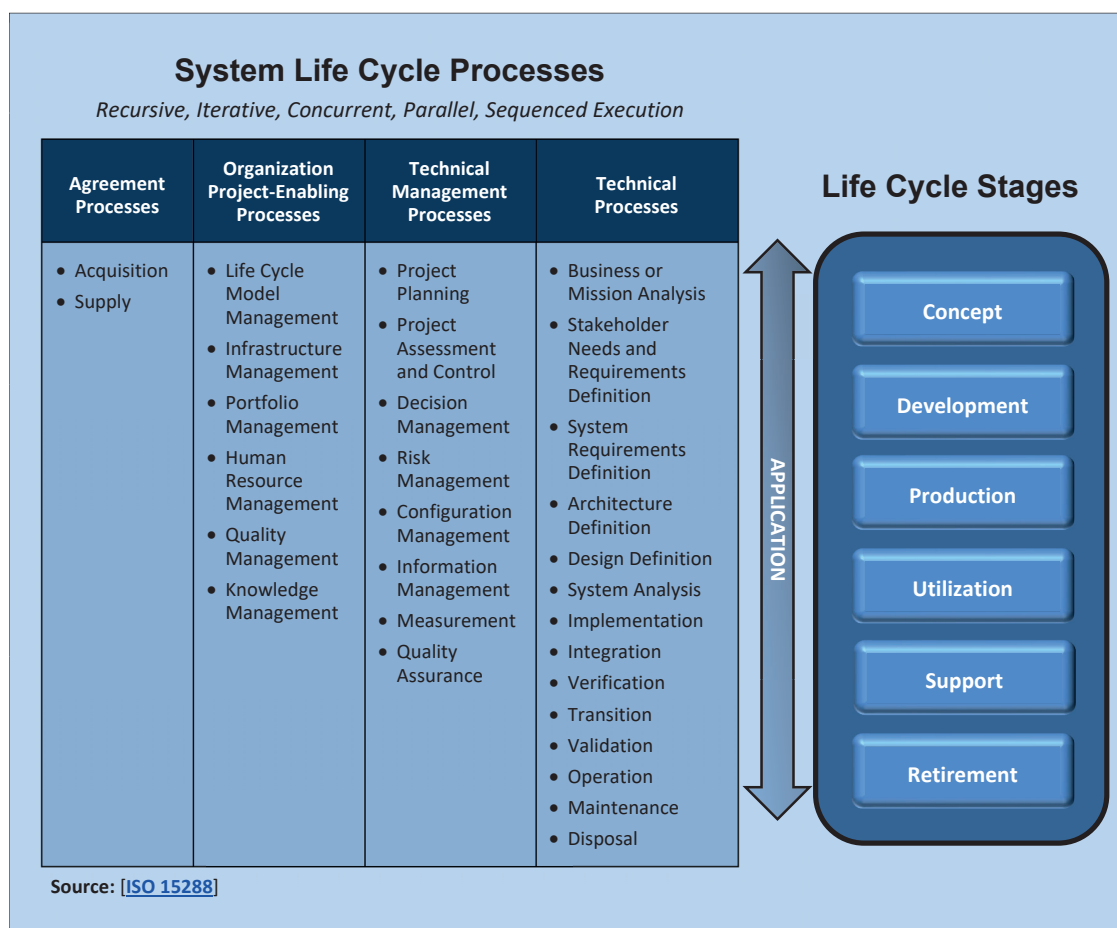 System Life Cycle Processes
Recursive, Iterative, Concurrent, Parallel, Sequenced Execution
Agreement
Processes
Organization
Project-Enabling
Processes
Technical
Management
Processes
Technical
Processes
• Acquisition
• Supply
• Life Cycle
Model
Management
• Infrastructure
Management
• Portfolio
Management
• Human
Resource
Management
• Quality
Management
• Knowledge
Management
• Project
Planning
• Project
Assessment
and Control
• Decision
Management
• Risk
Management
• Configuration
Management
• Information
Management
• Measurement
• Quality
Assurance
• Business or
Mission Analysis
• Stakeholder
Needs and
Requirements
Definition
• System
Requirements
Definition
• Architecture
Definition
• Design Definition
• System Analysis
• Implementation
• Integration
• Verification
• Transition
• Validation
• Operation
• Maintenance
• Disposal
APPLICATION
Life Cycle Stages
Concept
Development
Production
Utilization
Support
Retirement
Source: [ISO 15288]